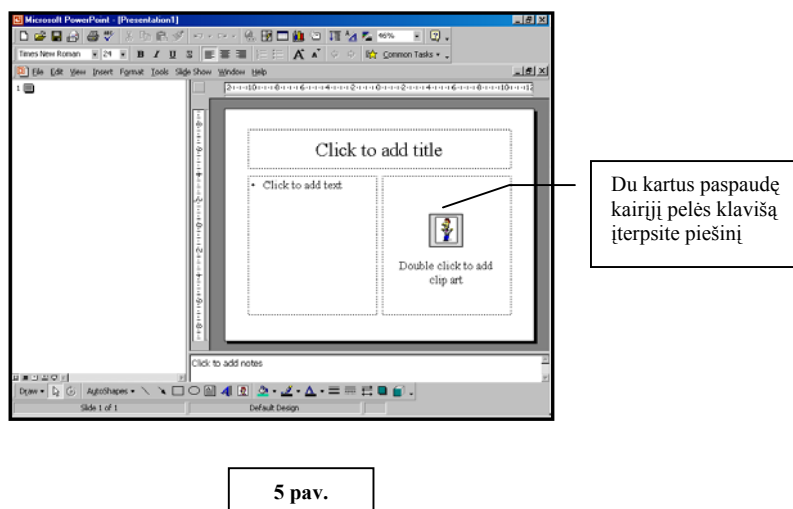 Microsoft PowerPoint - [Presentation1]
46%
Times New Roman 24 B I U S Common Tasks
File Edit View Insert Format Tools Slide Show Window Help
1
Click to add title
• Click to add text
Double click to add
clip art
Du kartus paspaudę
kairįjį pelės klavišą
įterpsite piešinį
Click to add notes
Draw AutoShapes
Slide 1 of 1 Default Design
5 pav.